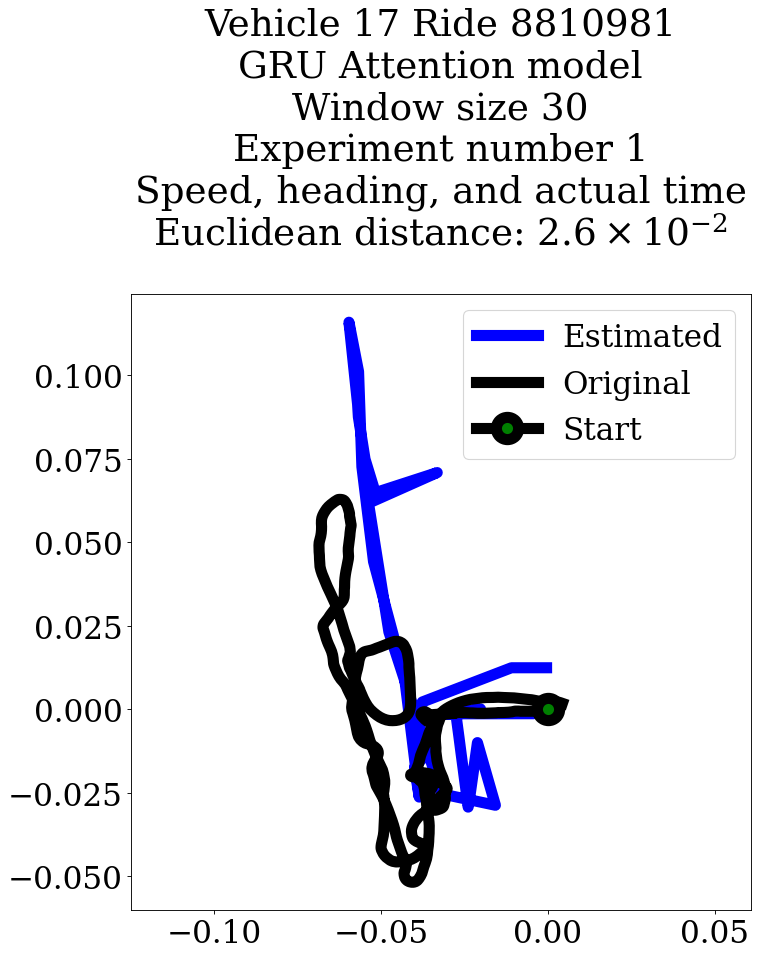 Vehicle 17 Ride 8810981
GRU Attention model
Window size 30
Experiment number 1
Speed, heading, and actual time
Euclidean distance: 2.6 × 10⁻²
Estimated
Original
Start
0.100
0.075
0.050
0.025
0.000
−0.025
−0.050
−0.10
−0.05
0.00
0.05